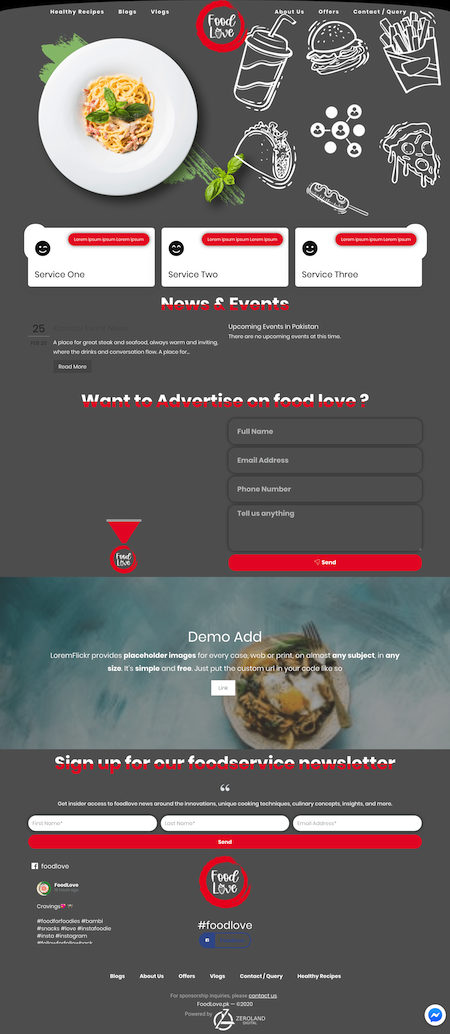 Healthy Recipes Blogs Vlogs
Food Love
About Us Offers Contact / Query
Lorem Ipsum Ipsum Lorem Ipsum
Service One
Lorem Ipsum Ipsum Lorem Ipsum
Service Two
Lorem Ipsum Ipsum Lorem Ipsum
Service Three
News & Events
25
A place for great steak and seafood, always warm and inviting,
where the drinks and conversation flow. A place for...
Read More
Upcoming Events In Pakistan
There are no upcoming events at this time.
Want to Advertise on food love ?
Full Name
Email Address
Phone Number
Tell us anything
Send
Food Love
Demo Add
LoremFlickr provides placeholder images for every case, web or print, on almost any subject, in any
size. It's simple and free. Just put the custom url in your code like so
Link
Sign up for our foodservice newsletter
“
Get insider access to foodlove news around the innovations, unique cooking techniques, culinary concepts, insights, and more.
First Name*
Last Name*
Email Address*
Send
foodlove
FoodLove
Cravings
#foodforfoodies #bambi
#snacks #love #instafoodie
#insta #instagram
#followforfollowback
Food Love
#foodlove
Blogs About Us Offers Vlogs Contact / Query Healthy Recipes
For sponsorship inquries, please contact us
FoodLove.pk — ©2020
Powered by ZEROLAND
DIGITAL